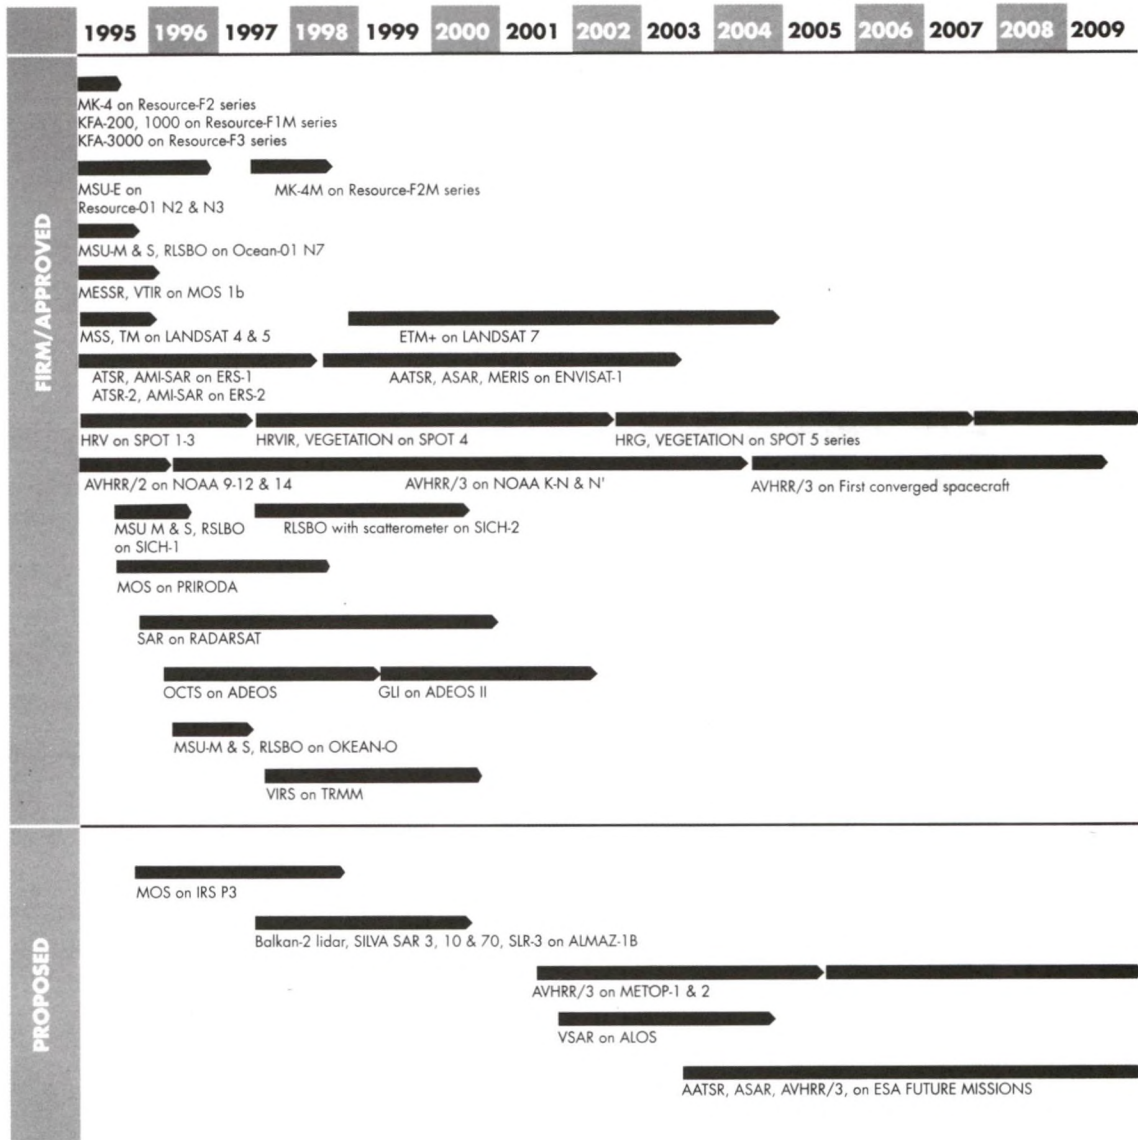 1995 1996 1997 1998 1999 2000 2001 2002 2003 2004 2005 2006 2007 2008 2009
FIRM/APPROVED
MK-4 on Resource-F2 series
KFA-200, 1000 on Resource-F1M series
KFA-3000 on Resource-F3 series
MSU-E on
Resource-01 N2 & N3
MK-4M on Resource-F2M series
MSU-M & S, RLSBO on Ocean-01 N7
MESSR, VTIR on MOS 1b
MSS, TM on LANDSAT 4 & 5
ETM+ on LANDSAT 7
ATSR, AMI-SAR on ERS-1
ATSR-2, AMI-SAR on ERS-2
AATSR, ASAR, MERIS on ENVISAT-1
HRV on SPOT 1-3
HRVIR, VEGETATION on SPOT 4
HRG, VEGETATION on SPOT 5 series
AVHRR/2 on NOAA 9-12 & 14
AVHRR/3 on NOAA K-N & N'
AVHRR/3 on First converged spacecraft
MSU M & S, RSLBO
on SICH-1
RLSBO with scatterometer on SICH-2
MOS on PRIRODA
SAR on RADARSAT
OCTS on ADEOS
GLI on ADEOS II
MSU-M & S, RLSBO on OKEAN-O
VIRS on TRMM
PROPOSED
MOS on IRS P3
Balkan-2 lidar, SILVA SAR 3, 10 & 70, SLR-3 on ALMAZ-1B
AVHRR/3 on METOP-1 & 2
VSAR on ALOS
AATSR, ASAR, AVHRR/3, on ESA FUTURE MISSIONS